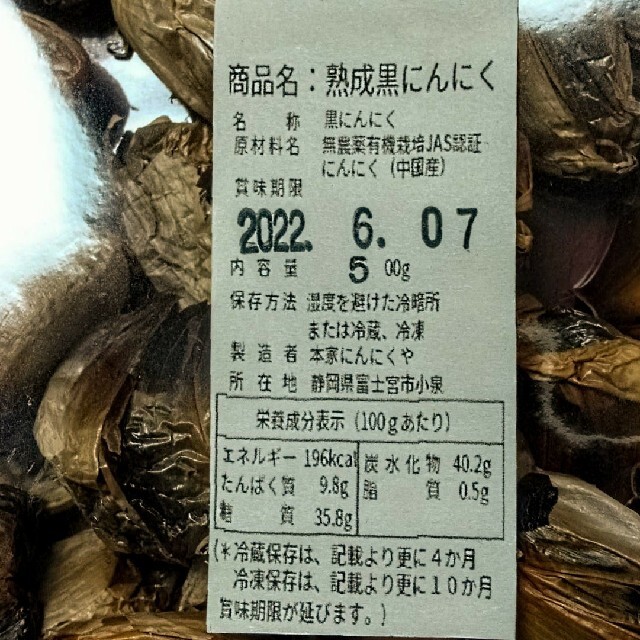 商品名：熟成黒にんにく
名称 黒にんにく
原材料名 無農薬有機栽培JAS認証
にんにく（中国産）
賞味期限
2022. 6. 07
内容量 500g
保存方法 湿度を避けた冷暗所
または冷蔵、冷凍
製造者 本家にんにくや
所在地 静岡県富士宮市小泉
栄養成分表示（100gあたり）
エネルギー 196kcal 炭水化物 40.2g
たんぱく質 9.8g 脂質 0.5g
糖質 35.8g
(＊冷蔵保存は、記載より更に4か月
冷凍保存は、記載より更に10か月
賞味期限が延びます。)